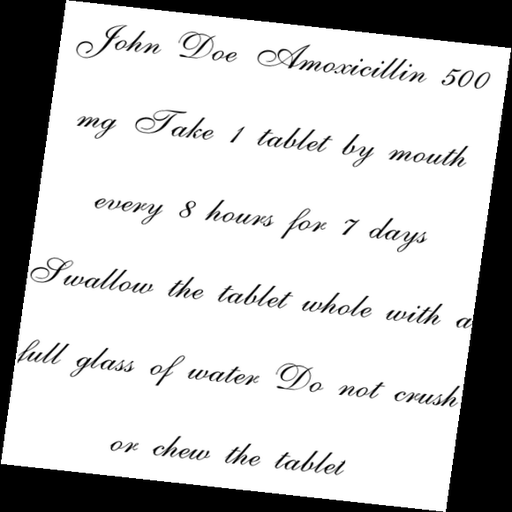 John Doe Amoxicillin 500
mg Take 1 tablet by mouth
every 8 hours for 7 days
Swallow the tablet whole with a
full glass of water Do not crush
or chew the tablet